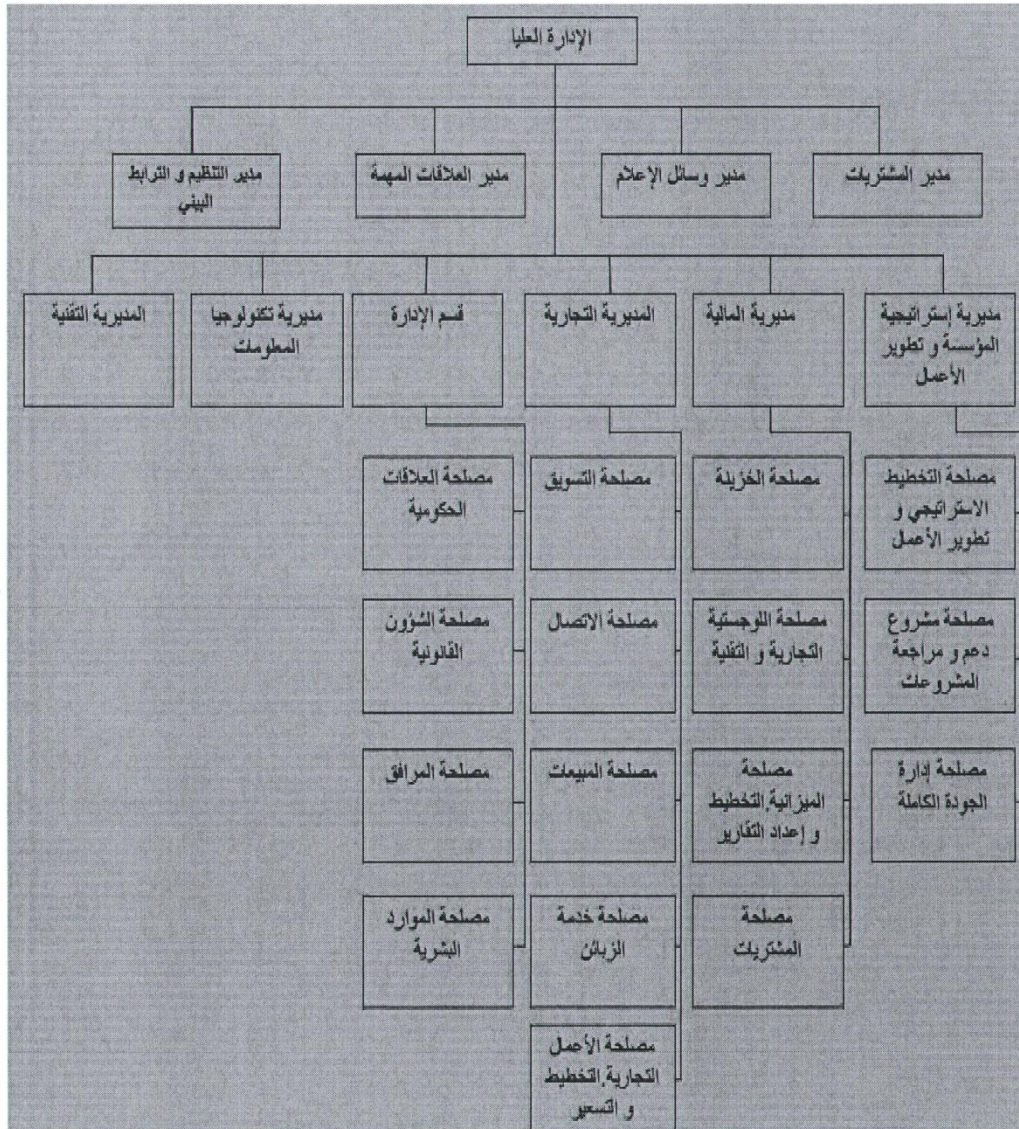 الإدارة العليا
مدير المشتريات
مدير وسائل الإعلام
مدير العلاقات المهمة
مدير التنظيم و الترابط
البيني
مديرية إستراتيجية
المؤسسة و تطوير
الأعمال
مديرية المالية
المديرية التجارية
قسم الإدارة
مديرية تكنولوجيا
المعلومات
المديرية التقنية
مصلحة التخطيط
الاستراتيجي و
تطوير الأعمال
مصلحة الخزينة
مصلحة التسويق
مصلحة العلاقات
الحكومية
مصلحة مشروع
دعم و مراجعة
المشروعات
مصلحة اللوجستية
التجارية و التقنية
مصلحة الاتصال
مصلحة الشؤون
القانونية
مصلحة إدارة
الجودة الكاملة
مصلحة
الميزانية,التخطيط
و إعداد التقارير
مصلحة المبيعات
مصلحة المرافق
مصلحة
المشتريات
مصلحة خدمة
الزبائن
مصلحة الموارد
البشرية
مصلحة الأعمال
التجارية,التخطيط
و التسعير